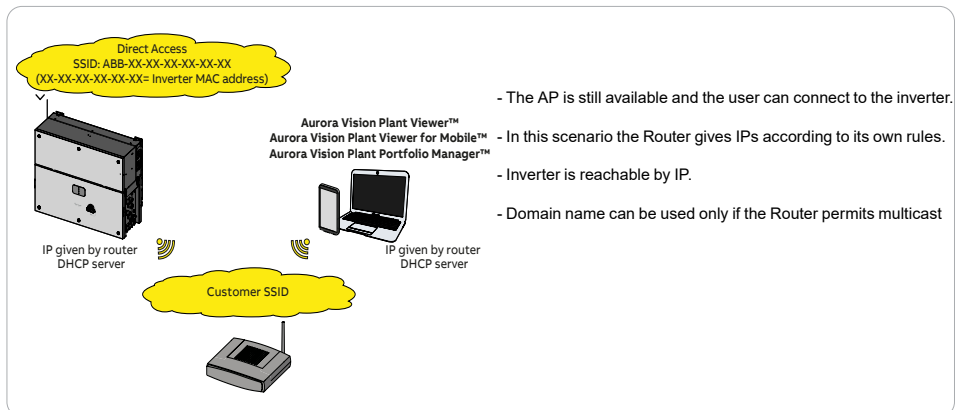 Direct Access
SSID: ABB-XX-XX-XX-XX-XX-XX
(XX-XX-XX-XX-XX-XX= Inverter MAC address)
Aurora Vision Plant Viewer™
Aurora Vision Plant Viewer for Mobile™
Aurora Vision Plant Portfolio Manager™
IP given by router
DHCP server
IP given by router
DHCP server
Customer SSID
- The AP is still available and the user can connect to the inverter.
- In this scenario the Router gives IPs according to its own rules.
- Inverter is reachable by IP.
- Domain name can be used only if the Router permits multicast